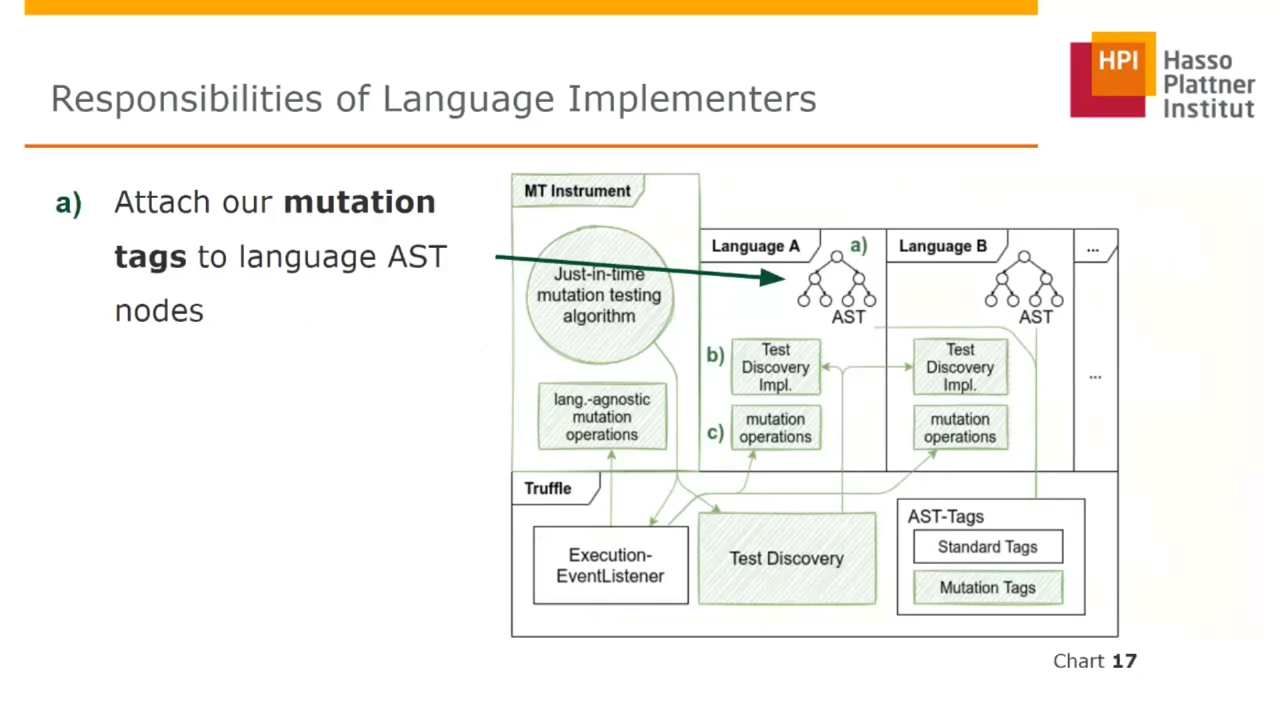 HPI
Hasso
Plattner
Institut
Responsibilities of Language Implementers
a) Attach our mutation
tags to language AST
nodes
MT Instrument
Just-in-time
mutation testing
algorithm
lang.-agnostic
mutation
operations
Language A
a)
AST
b)
Test
Discovery
Impl.
c)
mutation
operations
Language B
AST
Test
Discovery
Impl.
mutation
operations
...
...
Truffle
Execution-
EventListener
Test Discovery
AST-Tags
Standard Tags
Mutation Tags
Chart 17